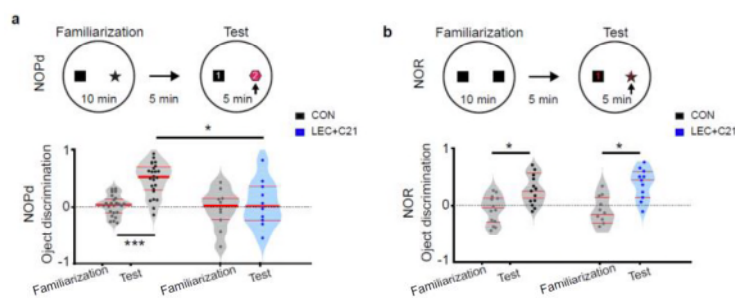 a
Familiarization
Test
NOPd
1
2
10 min
5 min
5 min
CON
LEC+C21
NOPd
Oject discrimination
1
0
-1
*
***
Familiarization
Test
Familiarization
Test
b
Familiarization
Test
NOR
1
10 min
5 min
5 min
CON
LEC+C21
NOR
Oject discrimination
1
0
-1
*
*
Familiarization
Test
Familiarization
Test